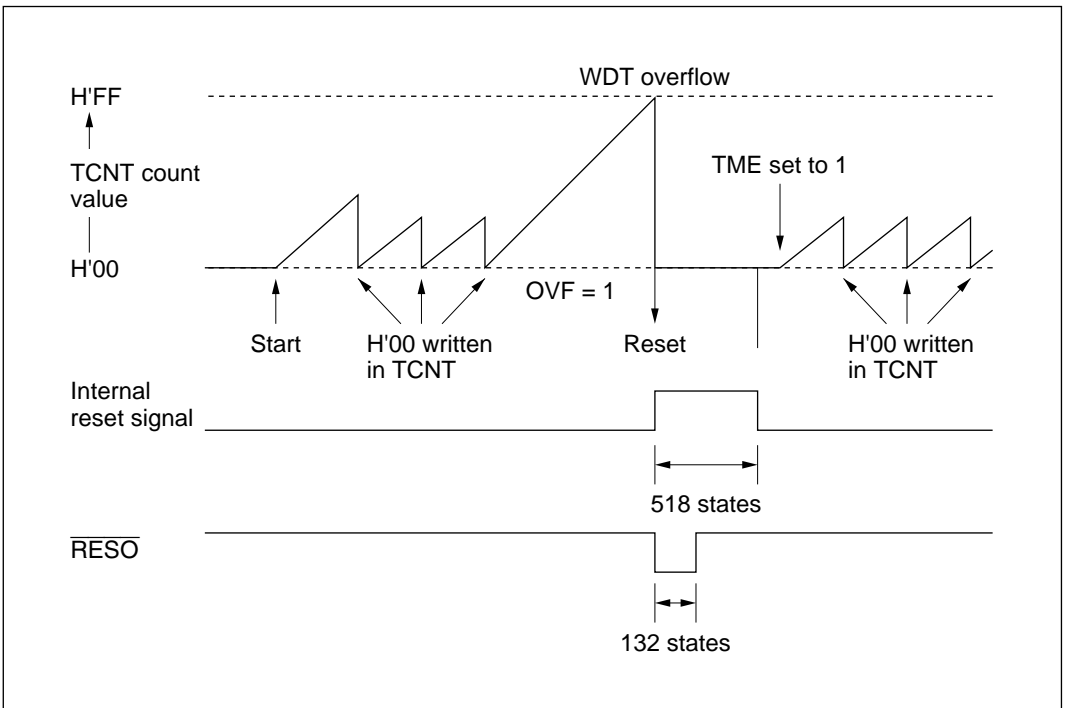 WDT overflow
H'FF
TCNT count
value
TME set to 1
H'00
OVF = 1
Start
H'00 written
in TCNT
Reset
H'00 written
in TCNT
Internal
reset signal
518 states
RESO
132 states